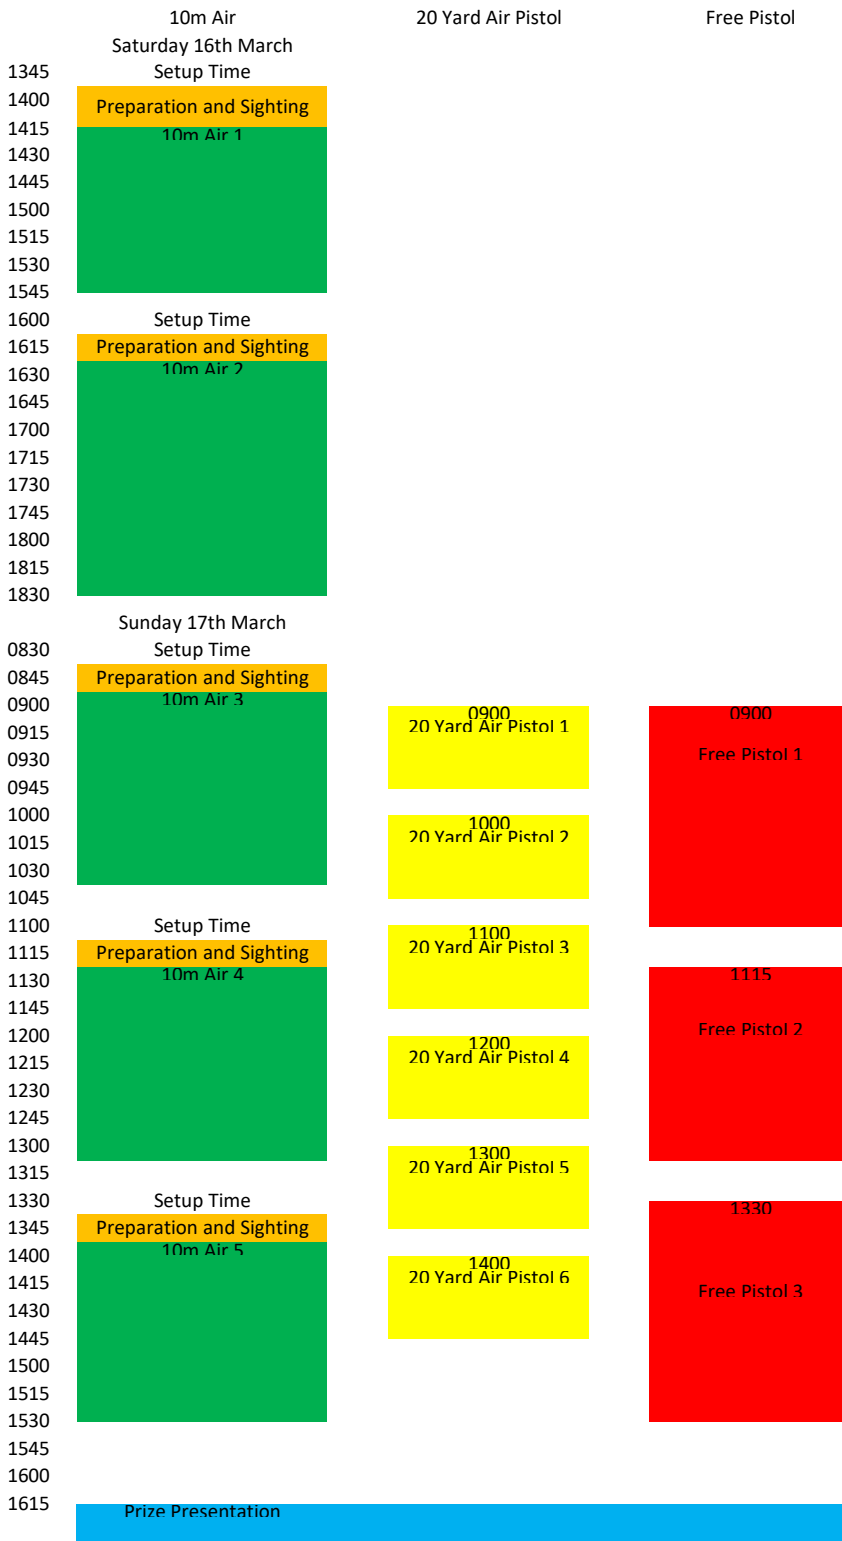 10m Air 20 Yard Air Pistol Free Pistol
Saturday 16th March
1345 Setup Time
1400 Preparation and Sighting
1415 10m Air 1
1430
1445
1500
1515
1530
1545
1600 Setup Time
1615 Preparation and Sighting
1630 10m Air 2
1645
1700
1715
1730
1745
1800
1815
1830
Sunday 17th March
0830 Setup Time
0845 Preparation and Sighting
0900 10m Air 3 0900 0900
0915 20 Yard Air Pistol 1
0930 Free Pistol 1
0945
1000 1000
1015 20 Yard Air Pistol 2
1030
1045
1100 Setup Time 1100
1115 Preparation and Sighting 20 Yard Air Pistol 3
1130 10m Air 4 1115
1145
1200 1200 Free Pistol 2
1215 20 Yard Air Pistol 4
1230
1245
1300 1300
1315 20 Yard Air Pistol 5
1330 Setup Time 1330
1345 Preparation and Sighting
1400 10m Air 5 1400
1415 20 Yard Air Pistol 6 Free Pistol 3
1430
1445
1500
1515
1530
1545
1600
1615 Prize Presentation